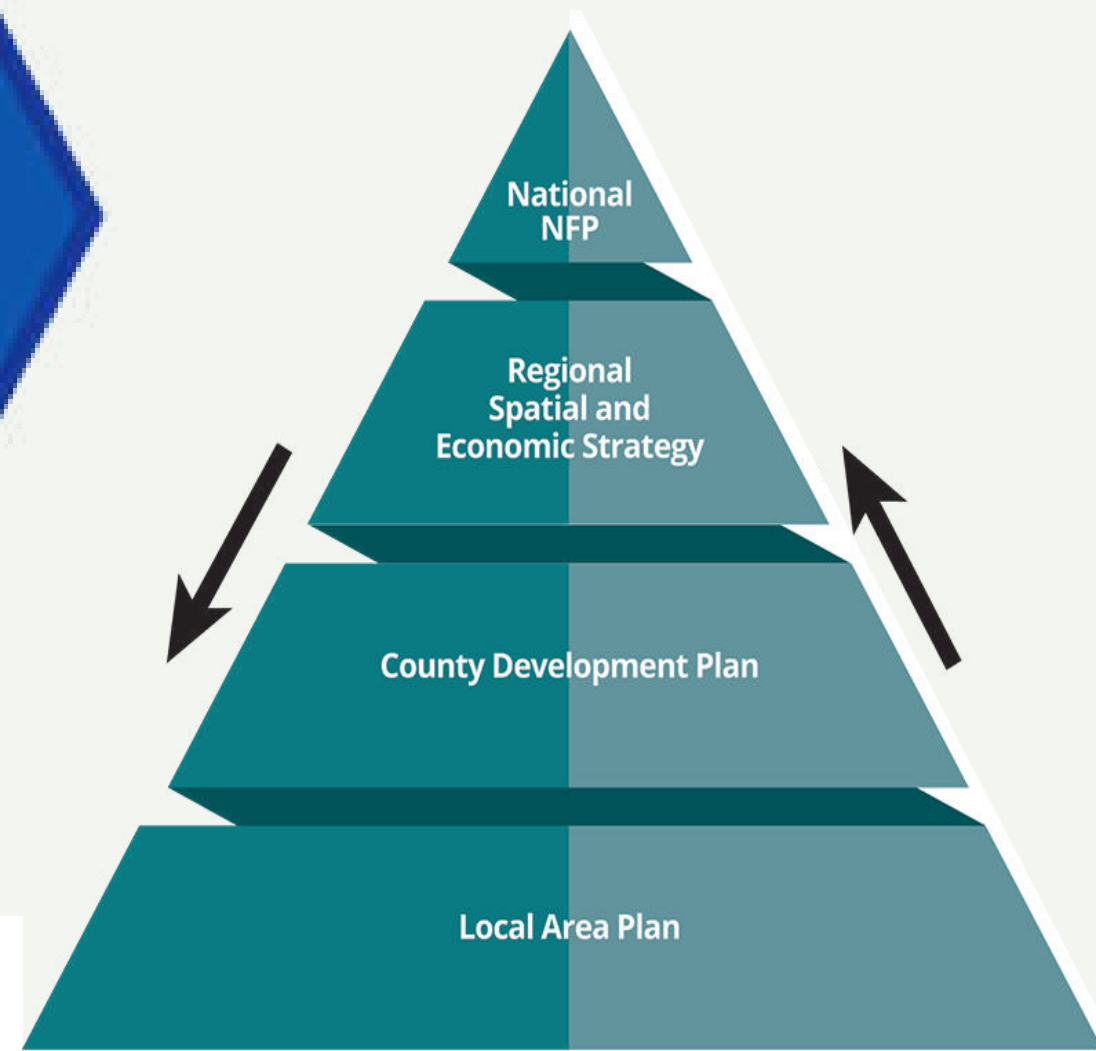 National
NFP
Regional
Spatial and
Economic Strategy
County Development Plan
Local Area Plan